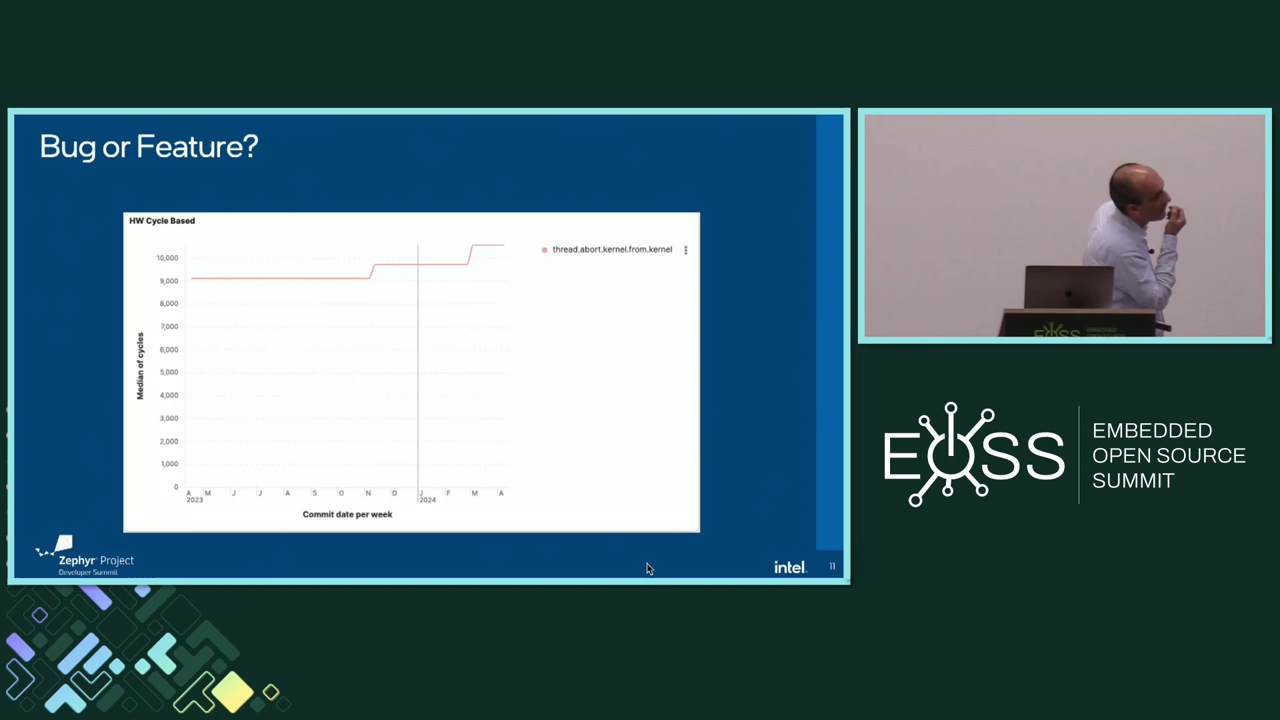 Bug or Feature?
HW Cycle Based
thread.abort.kernel.from.kernel
10,000
9,000
8,000
7,000
6,000
5,000
4,000
3,000
2,000
1,000
0
Median of cycles
A M J J A S O N D J F M A
2023 2024
Commit date per week
Zephyr Project
Developer Summit
intel.
11
EOSS
EMBEDDED
OPEN SOURCE
SUMMIT
EOSS